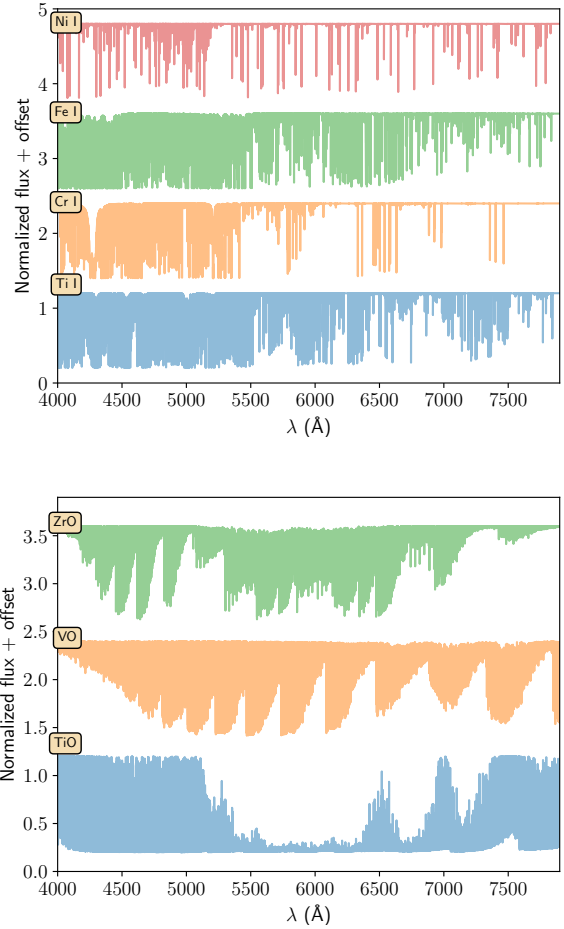 5
Ni I
4
Fe I
3
Cr I
2
Ti I
1
0
Normalized flux + offset
4000 4500 5000 5500 6000 6500 7000 7500
λ (Å)
ZrO
3.5
3.0
2.5
VO
2.0
1.5
TiO
1.0
0.5
0.0
Normalized flux + offset
4000 4500 5000 5500 6000 6500 7000 7500
λ (Å)